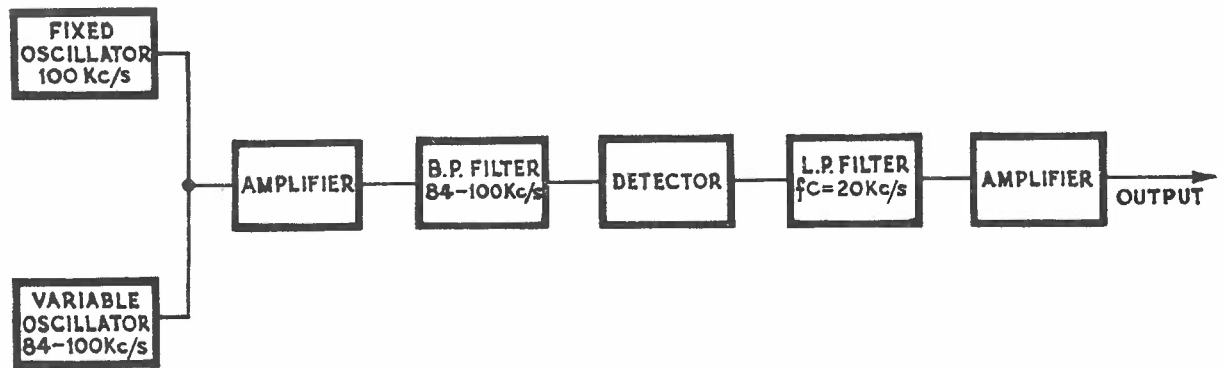 FIXED
OSCILLATOR
100 Kc/s
AMPLIFIER
B.P. FILTER
84-100Kc/s
DETECTOR
L.P. FILTER
fC=20Kc/s
AMPLIFIER
OUTPUT
VARIABLE
OSCILLATOR
84-100Kc/s